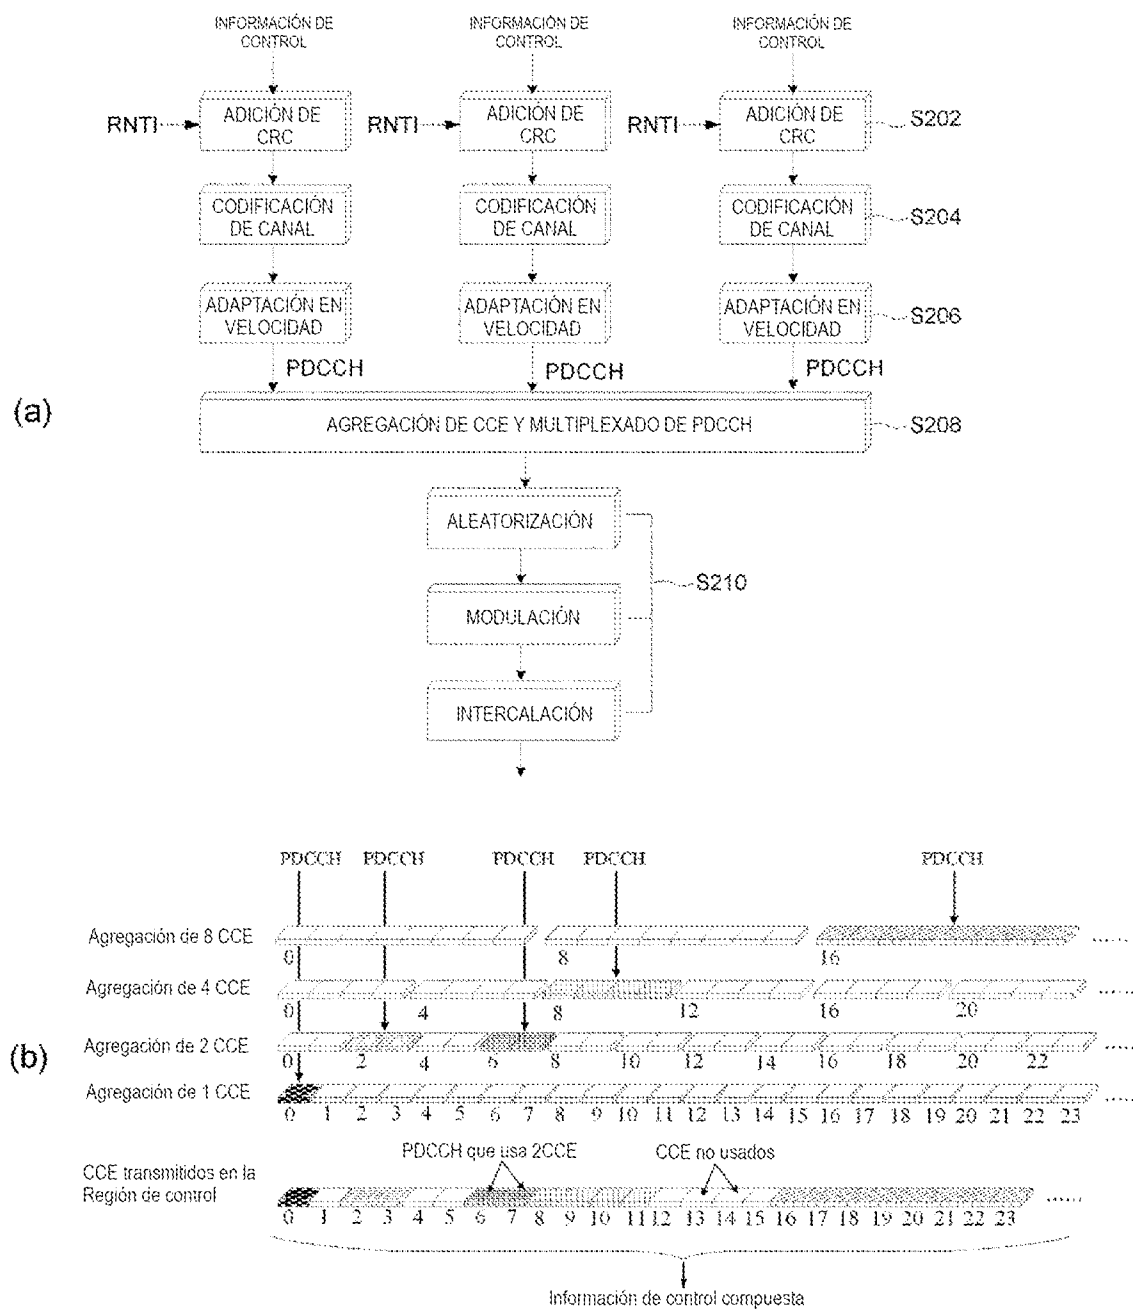 INFORMACIÓN DE CONTROL
INFORMACIÓN DE CONTROL
INFORMACIÓN DE CONTROL
RNTI
ADICIÓN DE CRC
RNTI
ADICIÓN DE CRC
RNTI
ADICIÓN DE CRC
S202
CODIFICACIÓN DE CANAL
CODIFICACIÓN DE CANAL
CODIFICACIÓN DE CANAL
S204
ADAPTACIÓN EN VELOCIDAD
ADAPTACIÓN EN VELOCIDAD
ADAPTACIÓN EN VELOCIDAD
S206
PDCCH
PDCCH
PDCCH
(a)
AGREGACIÓN DE CCE Y MULTIPLEXADO DE PDCCH
S208
ALEATORIZACIÓN
MODULACIÓN
S210
INTERCALACIÓN
PDCCH PDCCH PDCCH PDCCH PDCCH
Agregación de 8 CCE
0 8 16
Agregación de 4 CCE
0 4 8 12 16 20
(b)
Agregación de 2 CCE
0 2 4 6 8 10 12 14 16 18 20 22
Agregación de 1 CCE
0 1 2 3 4 5 6 7 8 9 10 11 12 13 14 15 16 17 18 19 20 21 22 23
PDCCH que usa 2CCE
CCE no usados
CCE transmitidos en la
Región de control
0 1 2 3 4 5 6 7 8 9 10 11 12 13 14 15 16 17 18 19 20 21 22 23
Información de control compuesta